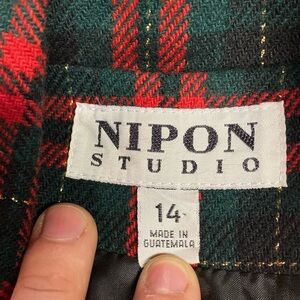 NIPON
STUDIO
14
MADE IN
GUATEMALA